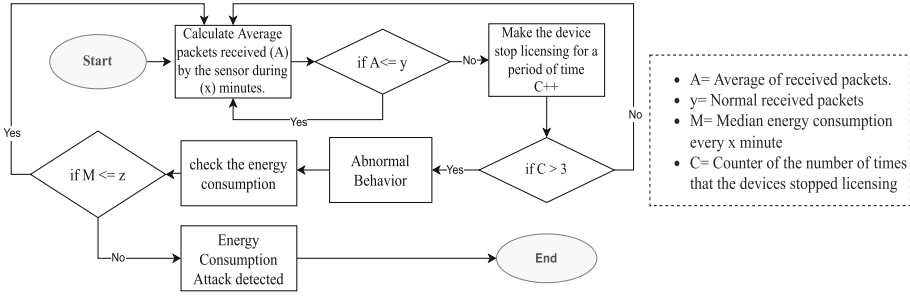 Start
Calculate Average
packets received (A)
by the sensor during
(x) minutes.
if A<= y
Yes
No
Make the device
stop licensing for a
period of time
C++
No
if C > 3
Yes
Abnormal
Behavior
check the energy
consumption
if M <= z
Yes
No
Energy
Consumption
Attack detected
End
• A= Average of received packets.
• y= Normal received packets
• M= Median energy consumption
every x minute
• C= Counter of the number of times
that the devices stopped licensing